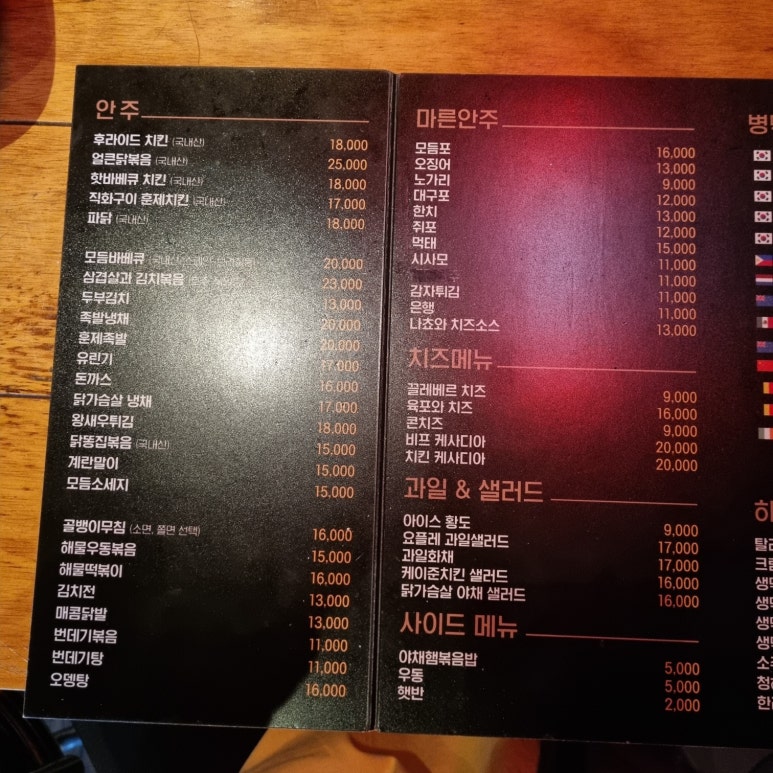 안주
후라이드 치킨 (국내산) 18,000
얼큰닭볶음 (국내산) 25,000
핫바베큐 치킨 (국내산) 18,000
직화구이 훈제치킨 (국내산) 17,000
파닭 (국내산) 18,000
모듬바베큐 20,000
삼겹살과 김치볶음 23,000
두부김치 13,000
족발냉채 20,000
훈제족발 20,000
유린기 17,000
돈까스 16,000
닭가슴살 냉채 17,000
왕새우튀김 18,000
닭똥집볶음 (국내산) 15,000
계란말이 15,000
모듬소세지 15,000
골뱅이무침 (소면, 쫄면 선택) 16,000
해물우동볶음 15,000
해물떡볶이 16,000
김치전 13,000
매콤닭발 13,000
번데기볶음 11,000
번데기탕 11,000
오뎅탕 16,000
마른안주
모듬포 16,000
오징어 13,000
노가리 9,000
대구포 12,000
한치 13,000
쥐포 12,000
먹태 15,000
시사모 11,000
11,000
감자튀김 11,000
은행 11,000
나쵸와 치즈소스 13,000
치즈메뉴
끌레베르 치즈 9,000
육포와 치즈 16,000
콘치즈 9,000
비프 케사디아 20,000
치킨 케사디아 20,000
과일 & 샐러드
아이스 황도 9,000
요플레 과일샐러드 17,000
과일화채 17,000
케이준치킨 샐러드 16,000
닭가슴살 야채 샐러드 16,000
사이드 메뉴
야채햄볶음밥 5,000
우동 5,000
햇반 2,000
병
생
생
생
생
소
청
한